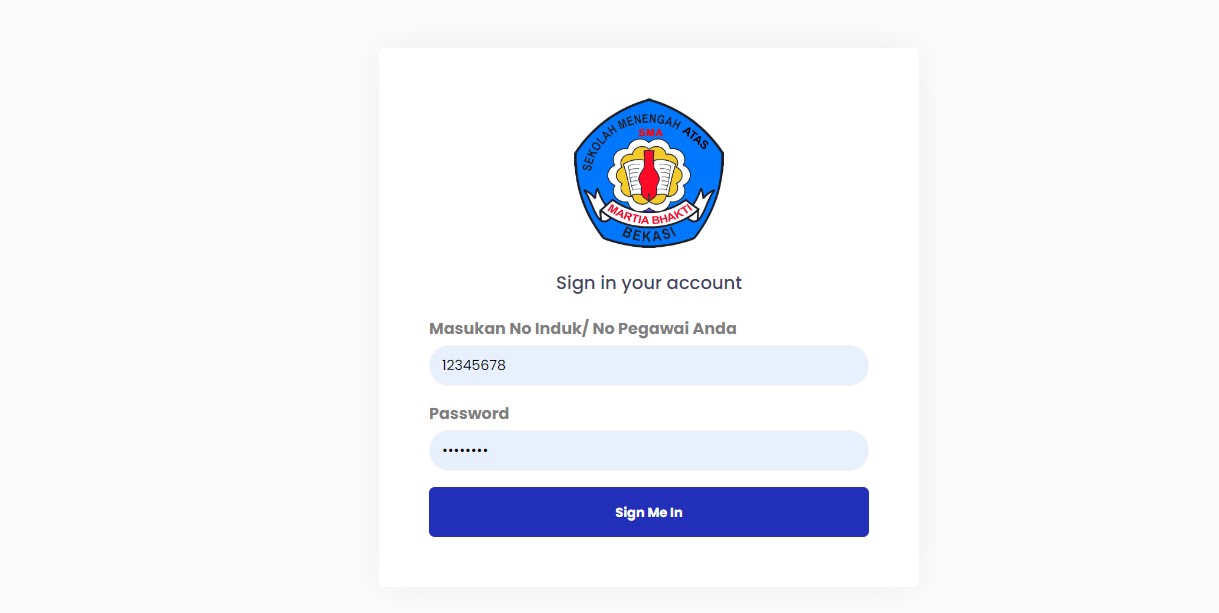 SEKOLAH MENENGAH ATAS
SMA
MARTIA BHAKTI
BEKASI
Sign in your account
Masukan No Induk/ No Pegawai Anda
12345678
Password
••••••••
Sign Me In